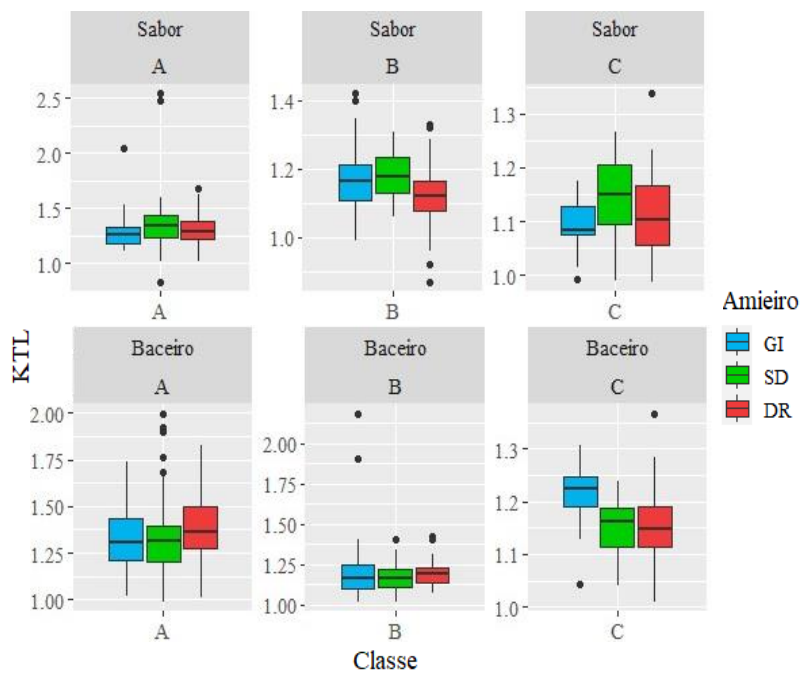 Sabor Sabor Sabor
A B C
2.5
2.0
1.5
1.0
A
1.4
1.2
1.0
B
1.3
1.2
1.1
1.0
C
Baceiro Baceiro Baceiro
A B C
2.00
1.75
1.50
1.25
1.00
A
2.00
1.75
1.50
1.25
1.00
B
1.3
1.2
1.1
1.0
C
KTL
Classe
Amieiro
GI
SD
DR